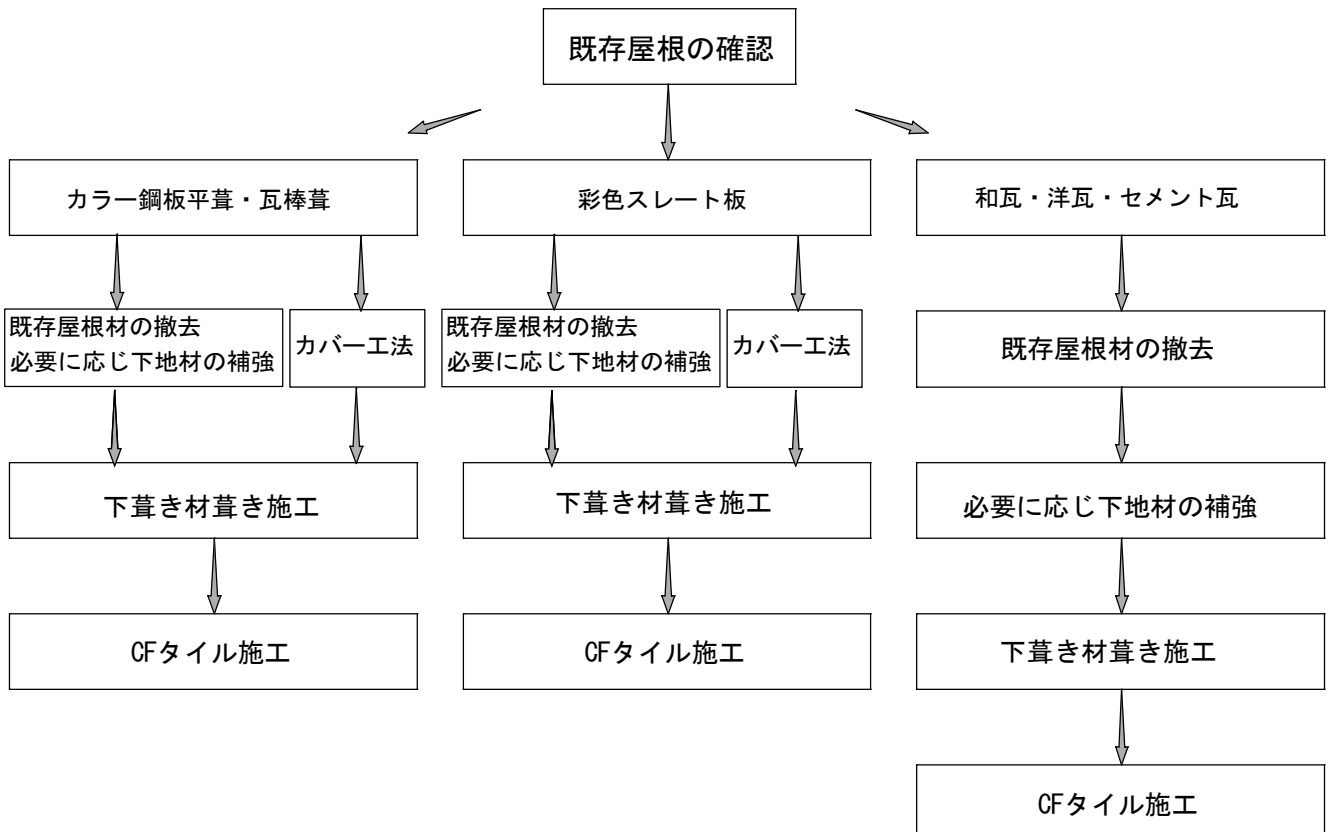 既存屋根の確認
カラー鋼板平葺・瓦棒葺
彩色スレート板
和瓦・洋瓦・セメント瓦
既存屋根材の撤去
必要に応じ下地材の補強
カバー工法
既存屋根材の撤去
必要に応じ下地材の補強
カバー工法
既存屋根材の撤去
下葺き材葺き施工
下葺き材葺き施工
必要に応じ下地材の補強
CFタイル施工
CFタイル施工
下葺き材葺き施工
CFタイル施工